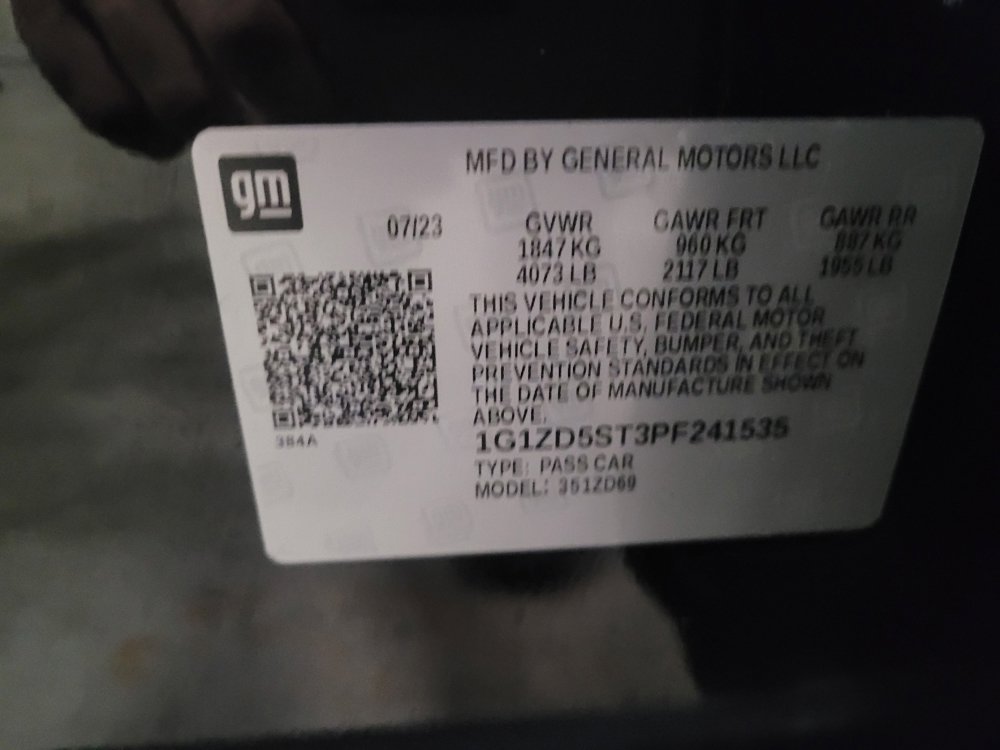 gm
MFD BY GENERAL MOTORS LLC
07/23 GVWR GAWR FRT GAWR RR
1847 KG 960 KG 887 KG
4073 LB 2117 LB 1955 LB
THIS VEHICLE CONFORMS TO ALL
APPLICABLE U.S. FEDERAL MOTOR
VEHICLE SAFETY, BUMPER, AND THEFT
PREVENTION STANDARDS IN EFFECT ON
THE DATE OF MANUFACTURE SHOWN
ABOVE.
384A
1G1ZD5ST3PF241535
TYPE: PASS CAR
MODEL: 351ZD69